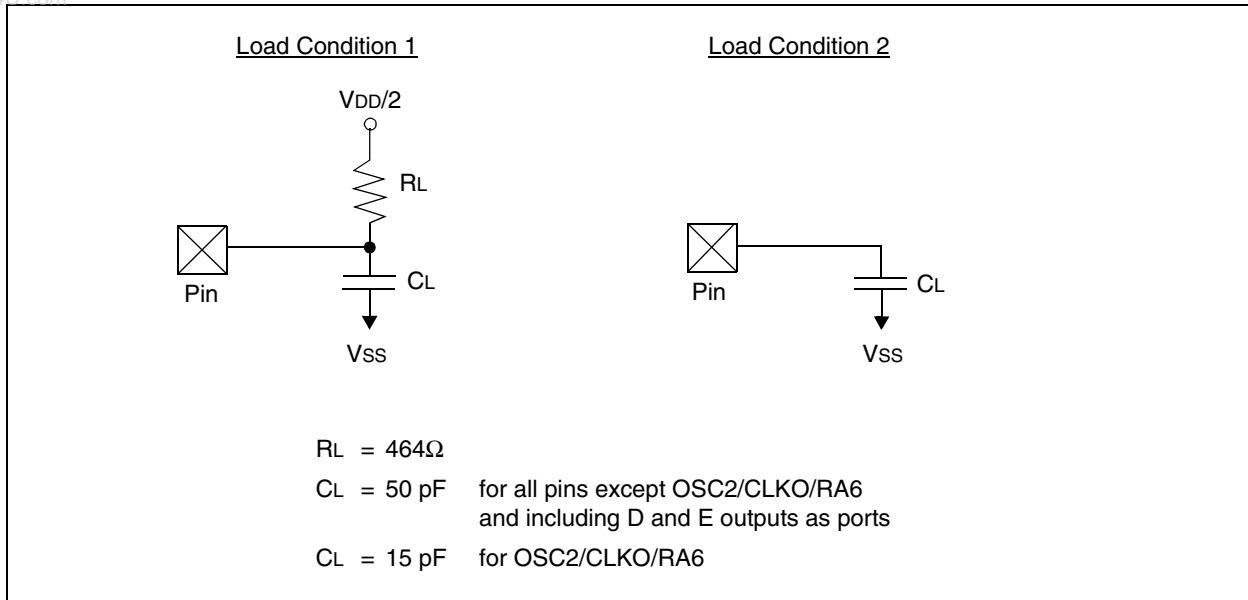 Load Condition 1
Load Condition 2
VDD/2
RL
Pin
CL
VSS
Pin
CL
VSS
RL = 464Ω
CL = 50 pF for all pins except OSC2/CLKO/RA6
and including D and E outputs as ports
CL = 15 pF for OSC2/CLKO/RA6